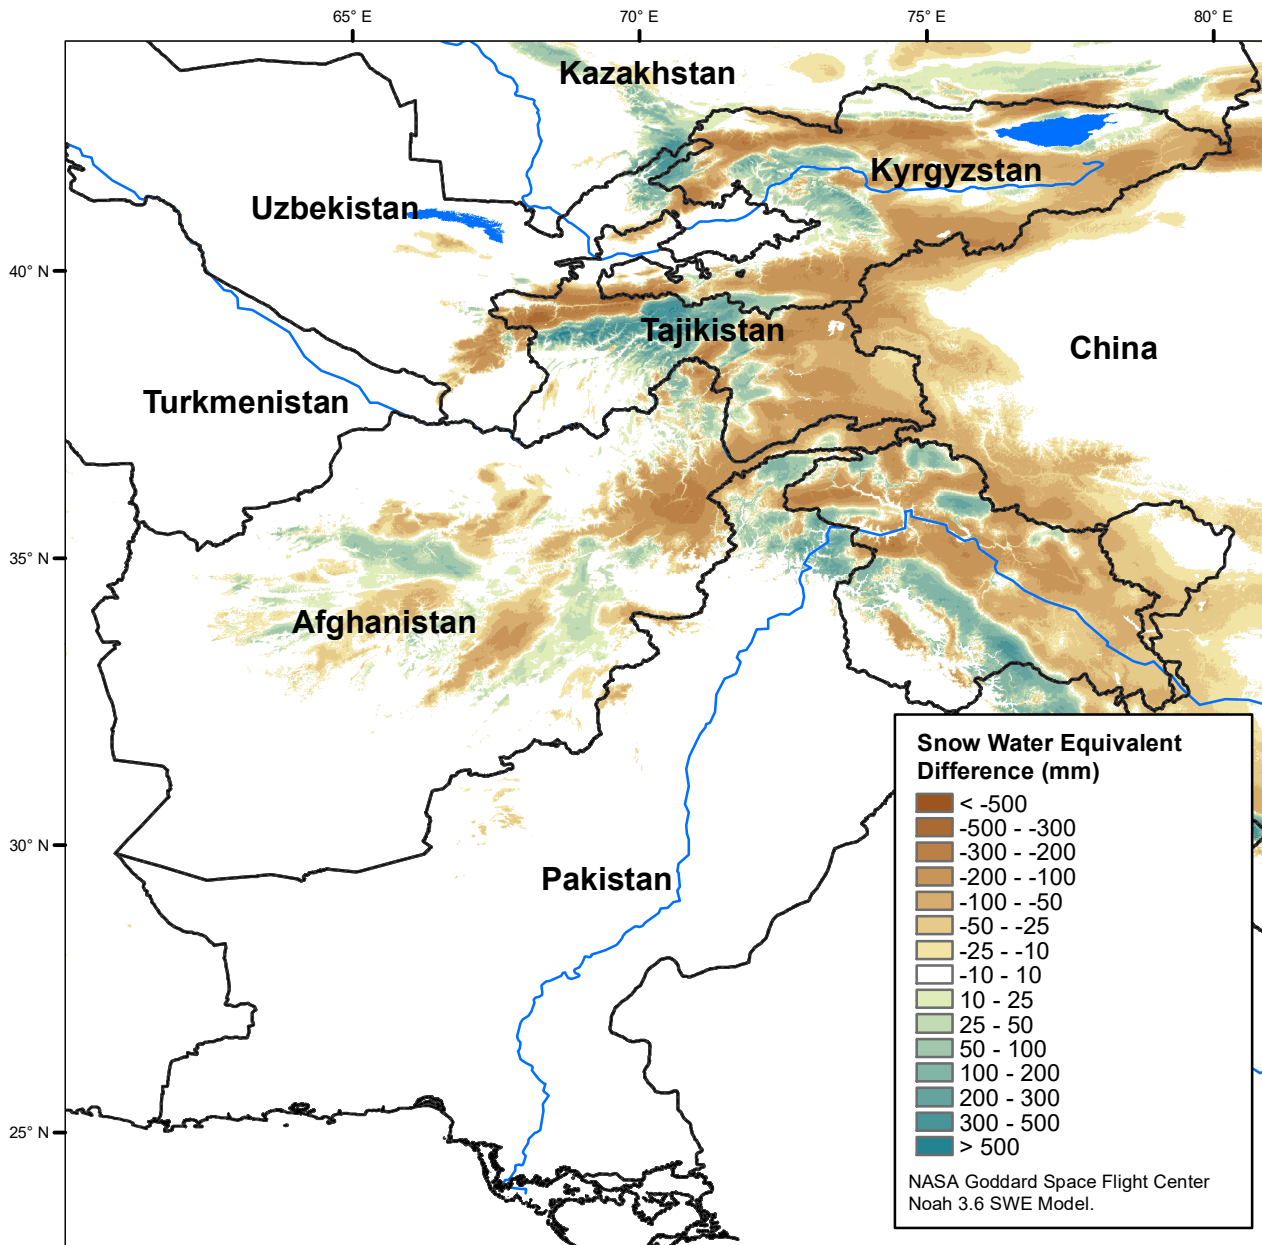 65° E
70° E
75° E
80° E
Kazakhstan
Kyrgyzstan
Uzbekistan
40° N
Tajikistan
China
Turkmenistan
35° N
Afghanistan
Snow Water Equivalent
Difference (mm)
< -500
-500 - -300
-300 - -200
-200 - -100
-100 - -50
-50 - -25
-25 - -10
-10 - 10
10 - 25
25 - 50
50 - 100
100 - 200
200 - 300
300 - 500
> 500
30° N
Pakistan
25° N
NASA Goddard Space Flight Center
Noah 3.6 SWE Model.